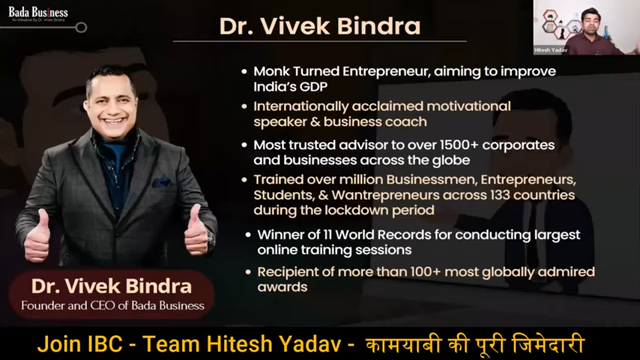 Bada Business
An Initiative by Dr. Vivek Bindra
Dr. Vivek Bindra
Hitesh Yadav
• Monk Turned Entrepreneur, aiming to improve
India's GDP
• Internationally acclaimed motivational
speaker & business coach
• Most trusted advisor to over 1500+ corporates
and businesses across the globe
• Trained over million Businessmen, Entrepreneurs,
Students, & Wantrepreneurs across 133 countries
during the lockdown period
• Winner of 11 World Records for conducting largest
online training sessions
• Recipient of more than 100+ most globally admired
awards
Dr. Vivek Bindra
Founder and CEO of Bada Business
Join IBC - Team Hitesh Yadav - कामयाबी की पूरी जिमेदारी